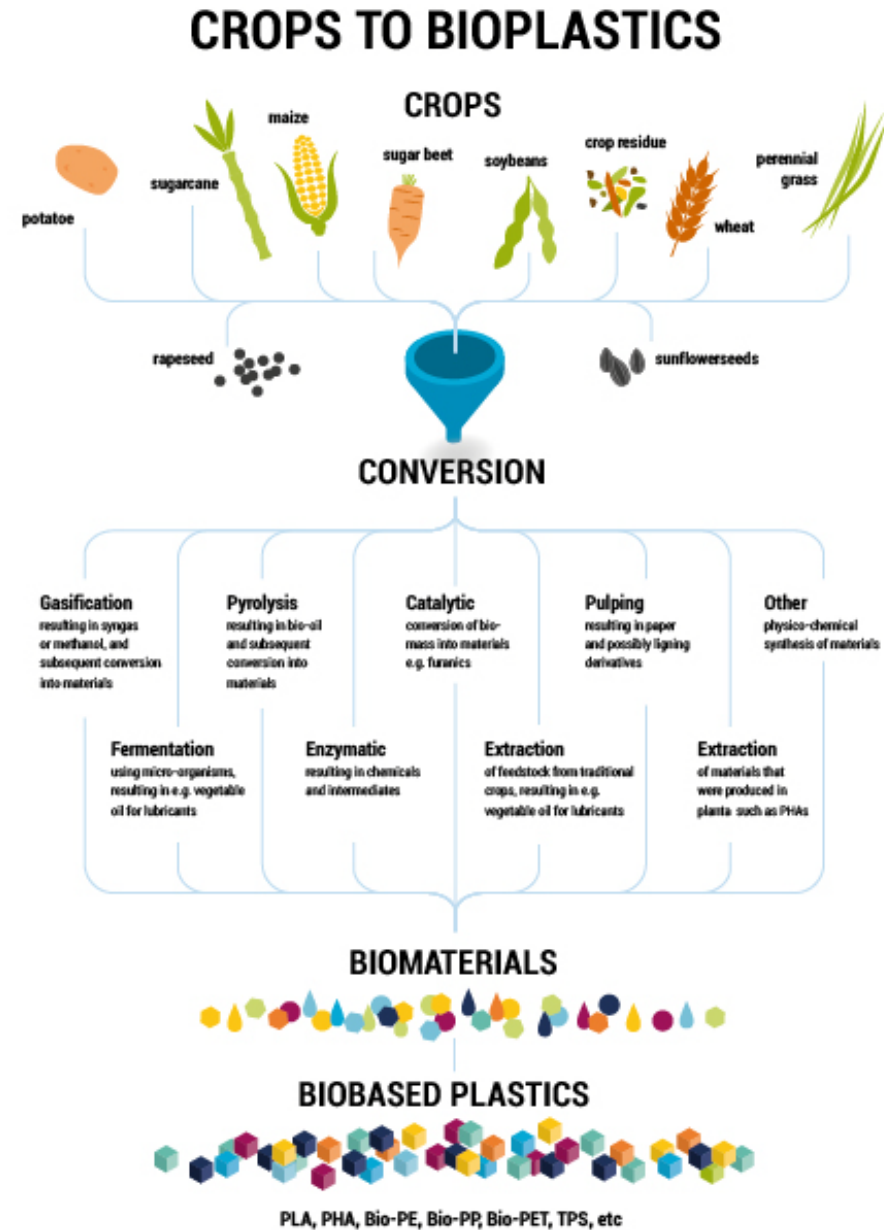 CROPS TO BIOPLASTICS
CROPS
potatoe
sugarcane
maize
sugar beet
soybeans
crop residue
wheat
perennial
grass
rapeseed
sunflowerseeds
CONVERSION
Gasification
resulting in syngas
or methanol, and
subsequent conversion
into materials
Pyrolysis
resulting in bio-oil
and subsequent
conversion into
materials
Catalytic
conversion of bio-
mass into materials
e.g. furanics
Pulping
resulting in paper
and possibly ligning
derivatives
Other
physico-chemical
synthesis of materials
Fermentation
using micro-organisms,
resulting in e.g. vegetable
oil for lubricants
Enzymatic
resulting in chemicals
and intermediates
Extraction
of feedstock from traditional
crops, resulting in e.g.
vegetable oil for lubricants
Extraction
of materials that
were produced in
planta such as PHAs
BIOMATERIALS
BIOBASED PLASTICS
PLA, PHA, Bio-PE, Bio-PP, Bio-PET, TPS, etc